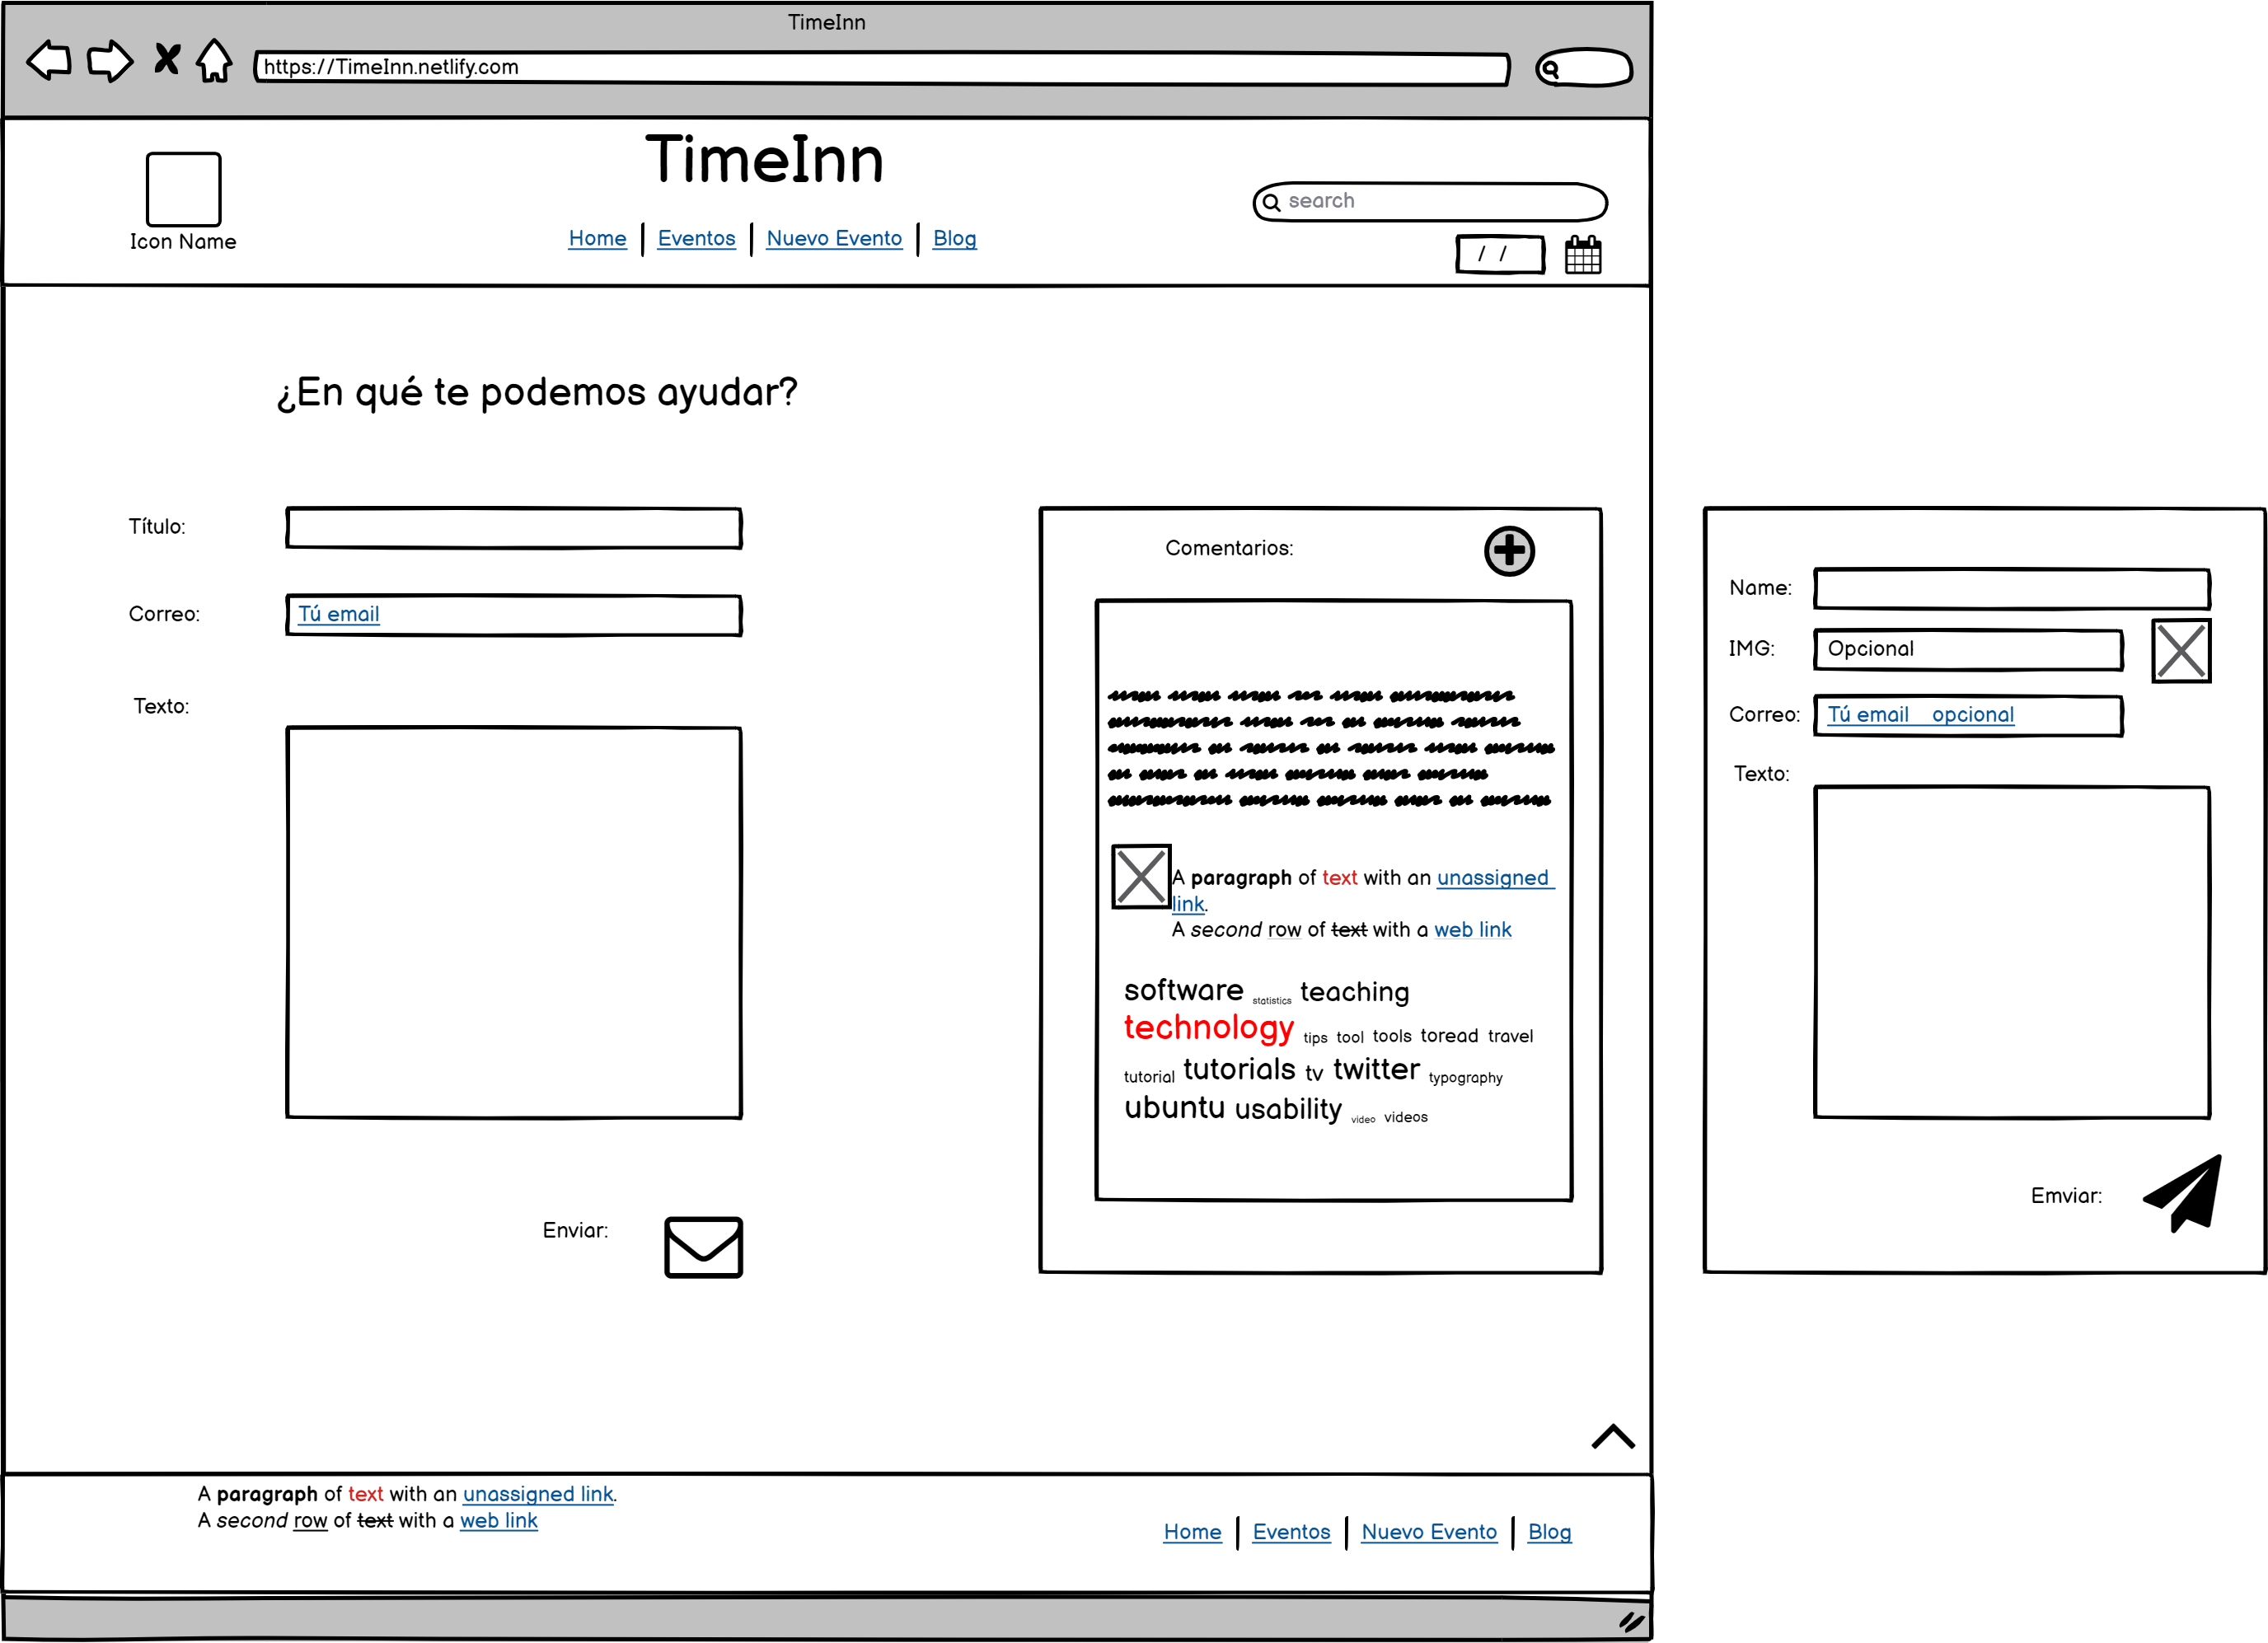 TimeInn
https://TimeInn.netlify.com
TimeInn
search
Icon Name
Home | Eventos | Nuevo Evento | Blog
/ /
¿En qué te podemos ayudar?
Título:
Correo: Tú email
Texto:
Enviar:
Comentarios:
A paragraph of text with an unassigned
link.
A second row of text with a web link
software statistics teaching
technology tips tool tools toread travel
tutorial tutorials tv twitter typography
ubuntu usability video videos
Name:
IMG: Opcional
Correo: Tú email opcional
Texto:
Emviar:
A paragraph of text with an unassigned link.
A second row of text with a web link
Home | Eventos | Nuevo Evento | Blog